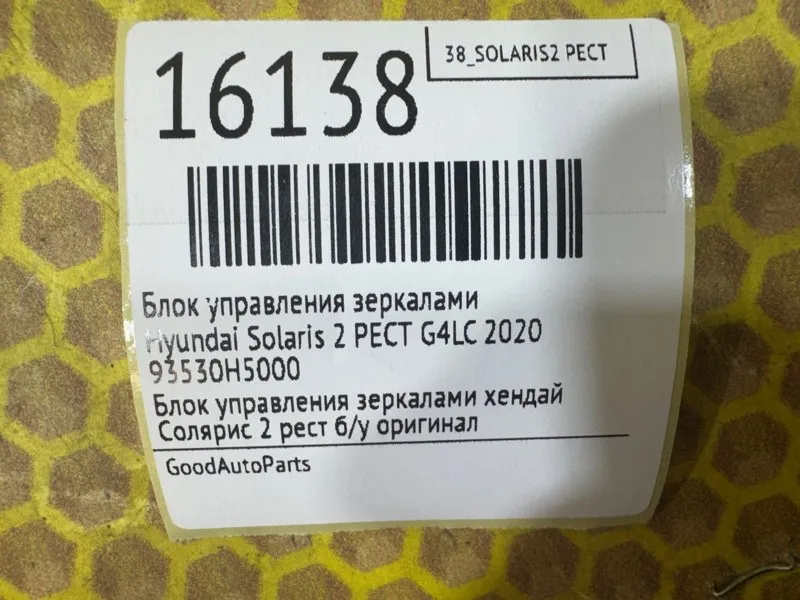 38_SOLARIS2 РЕСТ
16138
Блок управления зеркалами
Hyundai Solaris 2 РЕСТ G4LC 2020
93530H5000
Блок управления зеркалами хендай
Солярис 2 рест б/у оригинал
GoodAutoParts